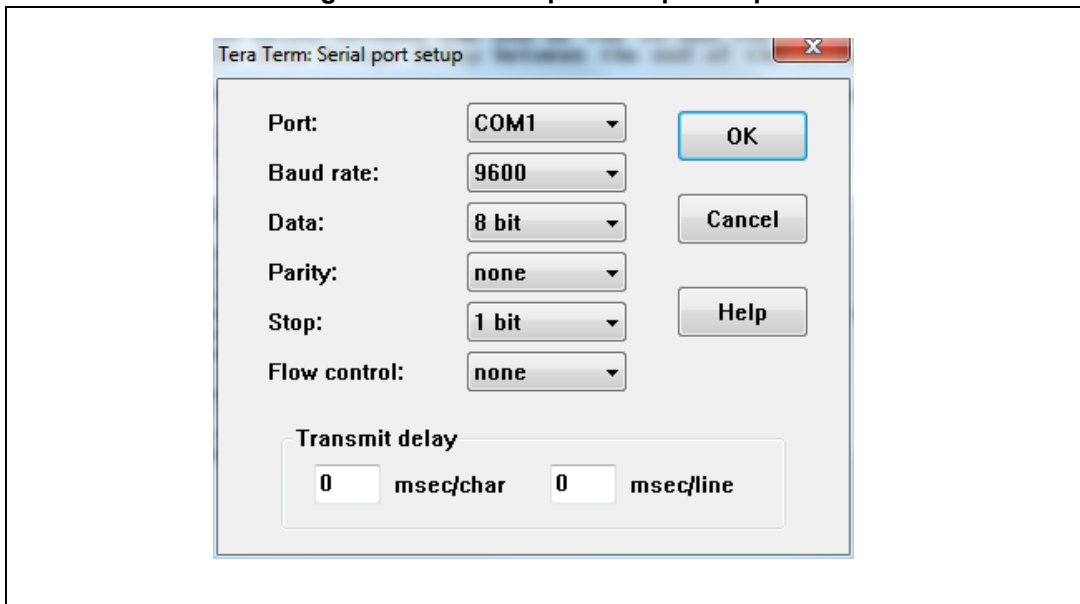 Tera Term: Serial port setup
Port: COM1
OK
Baud rate: 9600
Data: 8 bit
Cancel
Parity: none
Stop: 1 bit
Help
Flow control: none
Transmit delay
0 msec/char 0 msec/line